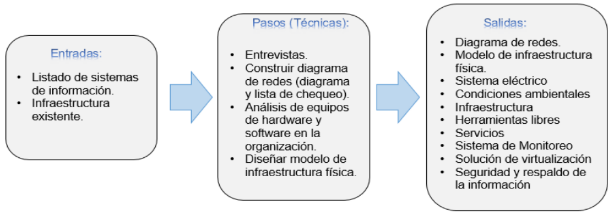 Entradas:
• Listado de sistemas
de información.
• Infraestructura
existente.
Pasos (Técnicas):
• Entrevistas.
• Construir diagrama
de redes (diagrama
y lista de chequeo).
• Análisis de equipos
de hardware y
software en la
organización.
• Diseñar modelo de
infraestructura física.
Salidas:
• Diagrama de redes.
• Modelo de infraestructura
física.
• Sistema eléctrico
• Condiciones ambientales
• Infraestructura
• Herramientas libres
• Servicios
• Sistema de Monitoreo
• Solución de virtualización
• Seguridad y respaldo de
la información